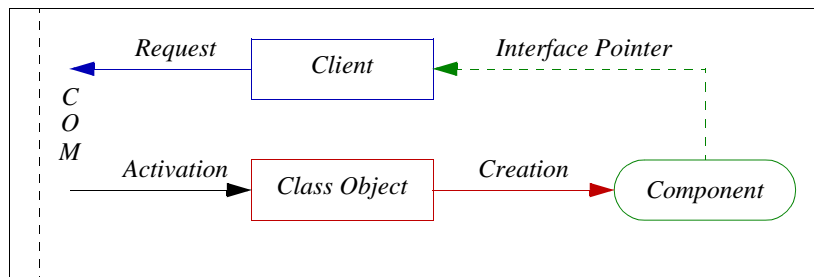 Request
Client
Interface Pointer
C
O
M
Activation
Class Object
Creation
Component